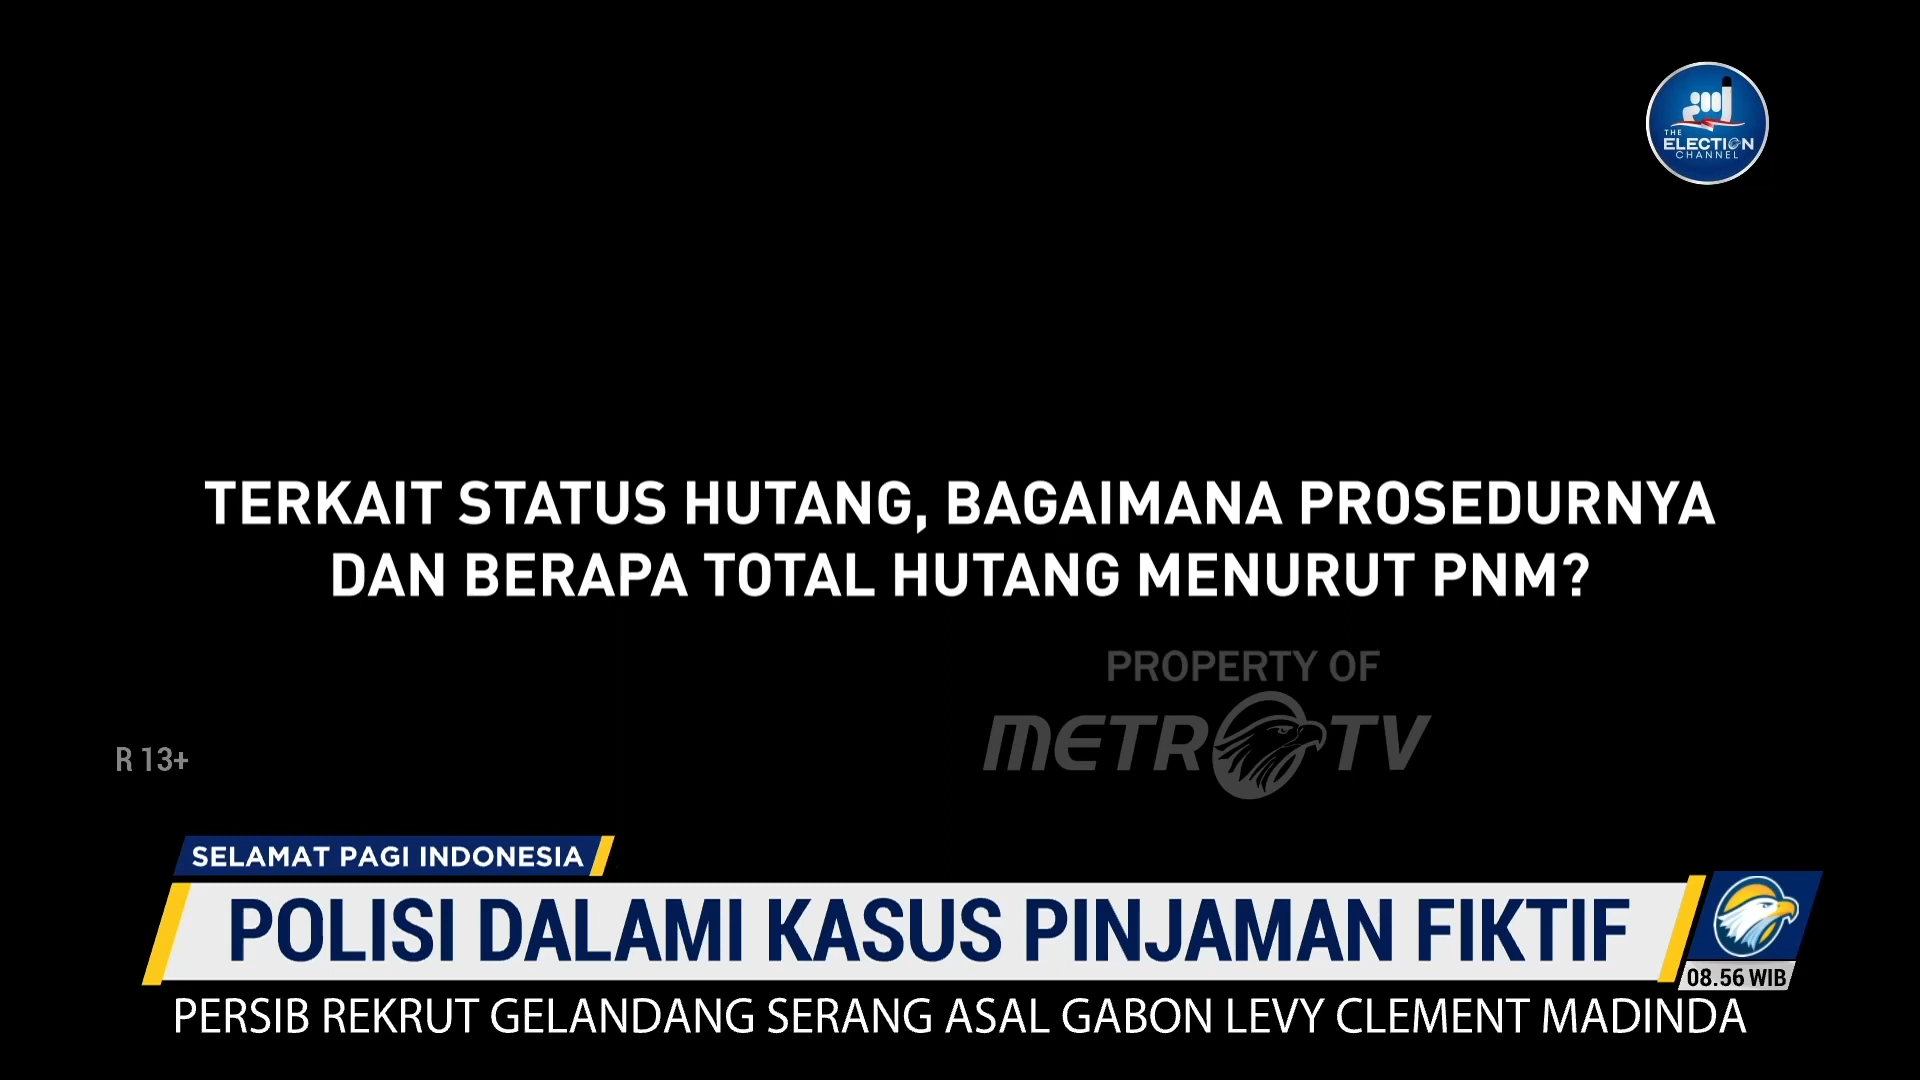 THE
ELECTION
CHANNEL
TERKAIT STATUS HUTANG, BAGAIMANA PROSEDURNYA
DAN BERAPA TOTAL HUTANG MENURUT PNM?
PROPERTY OF
METRO TV
R 13+
SELAMAT PAGI INDONESIA
POLISI DALAMI KASUS PINJAMAN FIKTIF
08.56 WIB
PERSIB REKRUT GELANDANG SERANG ASAL GABON LEVY CLEMENT MADINDA